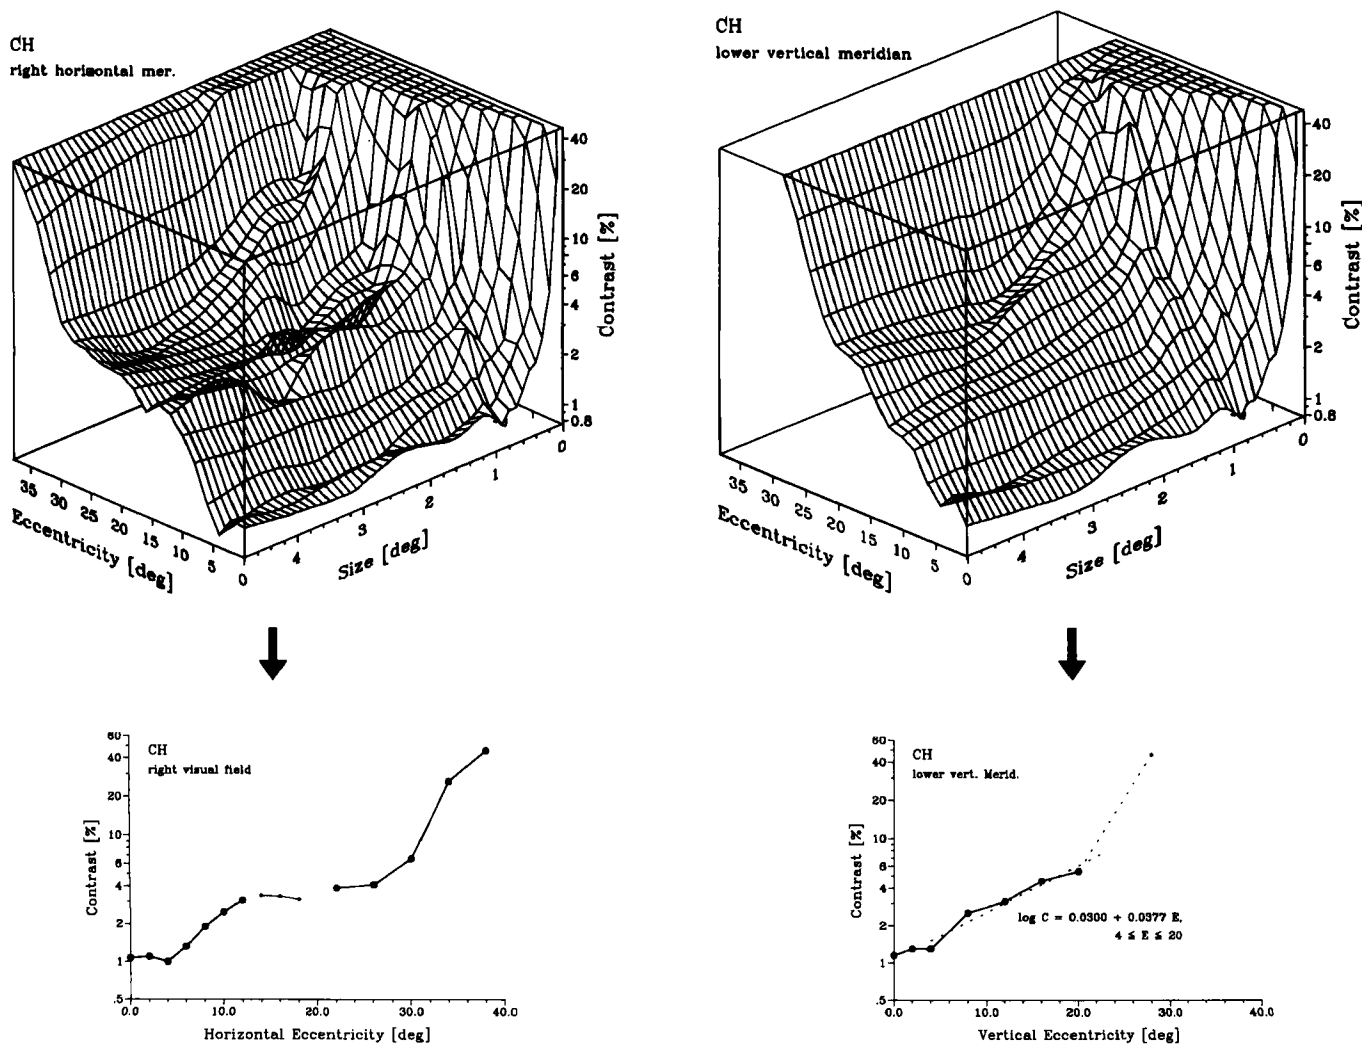 CH
right horizontal mer.
40
20
10
6
4
2
1
0.8
Contrast [%]
35 30 25 20 15 10 5 0
Eccentricity [deg]
4 3 2 1 0
Size [deg]
CH
lower vertical meridian
40
20
10
6
4
2
1
0.8
Contrast [%]
35 30 25 20 15 10 5 0
Eccentricity [deg]
4 3 2 1 0
Size [deg]
CH
right visual field
60
40
20
10
6
4
2
1
.5
Contrast [%]
0.0 10.0 20.0 30.0 40.0
Horizontal Eccentricity [deg]
CH
lower vert. Merid.
60
40
20
10
6
4
2
1
.5
Contrast [%]
log C = 0.0300 + 0.0377 E,
4 ≤ E ≤ 20
0.0 10.0 20.0 30.0 40.0
Vertical Eccentricity [deg]